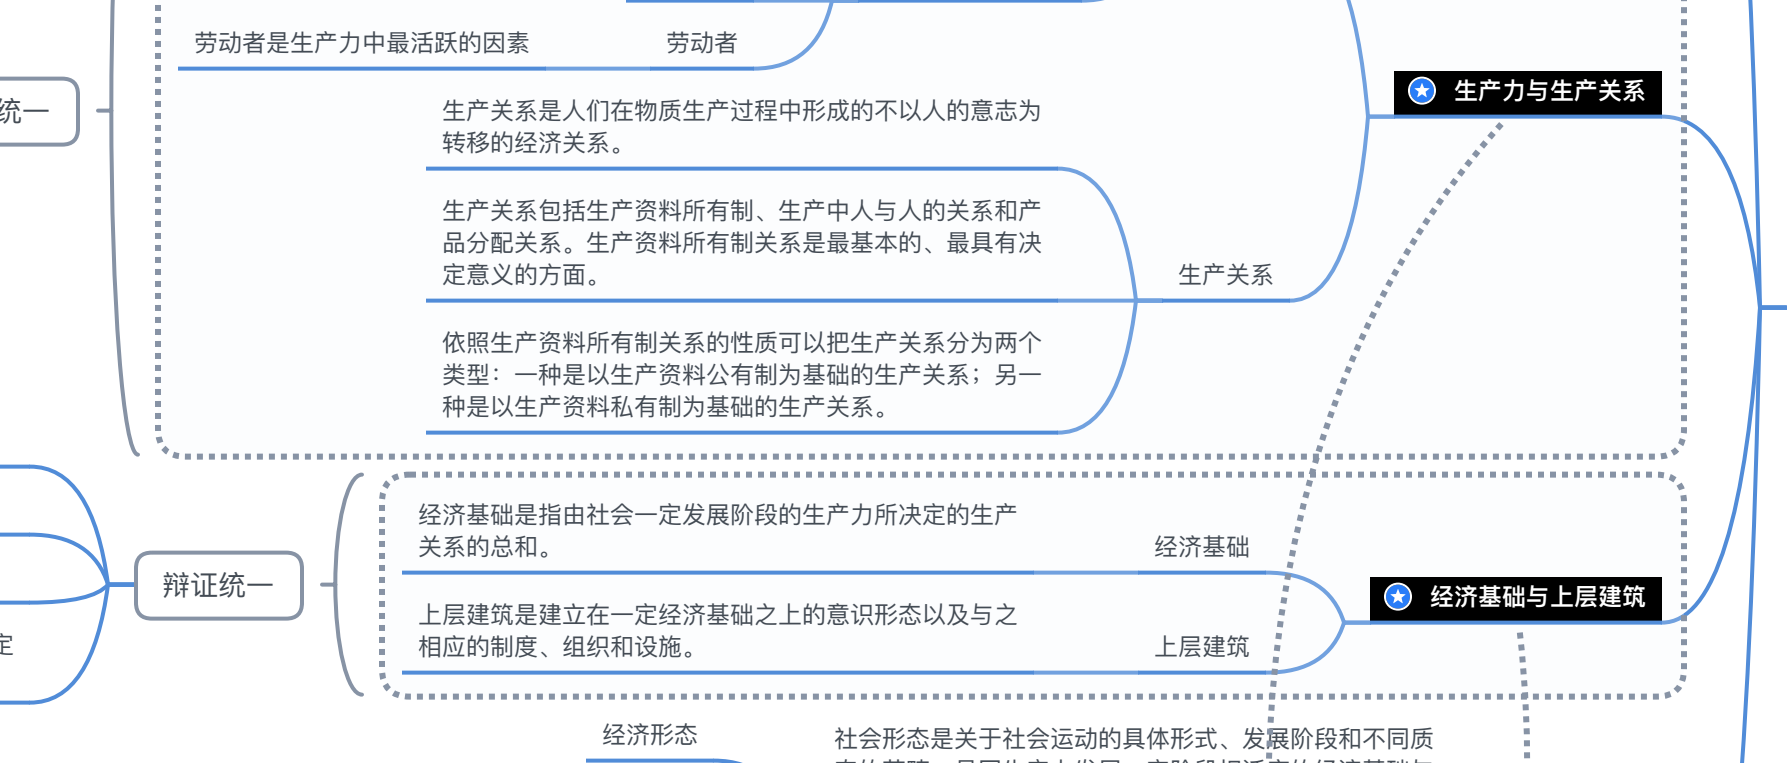 劳动者是生产力中最活跃的因素
劳动者
统一
生产力与生产关系
生产关系是人们在物质生产过程中形成的不以人的意志为
转移的经济关系。
生产关系包括生产资料所有制、生产中人与人的关系和产
品分配关系。生产资料所有制关系是最基本的、最具有决
定意义的方面。
生产关系
依照生产资料所有制关系的性质可以把生产关系分为两个
类型：一种是以生产资料公有制为基础的生产关系；另一
种是以生产资料私有制为基础的生产关系。
经济基础是指由社会一定发展阶段的生产力所决定的生产
关系的总和。
经济基础
辩证统一
经济基础与上层建筑
上层建筑是建立在一定经济基础之上的意识形态以及与之
相应的制度、组织和设施。
上层建筑
定
经济形态
社会形态是关于社会运动的具体形式、发展阶段和不同质